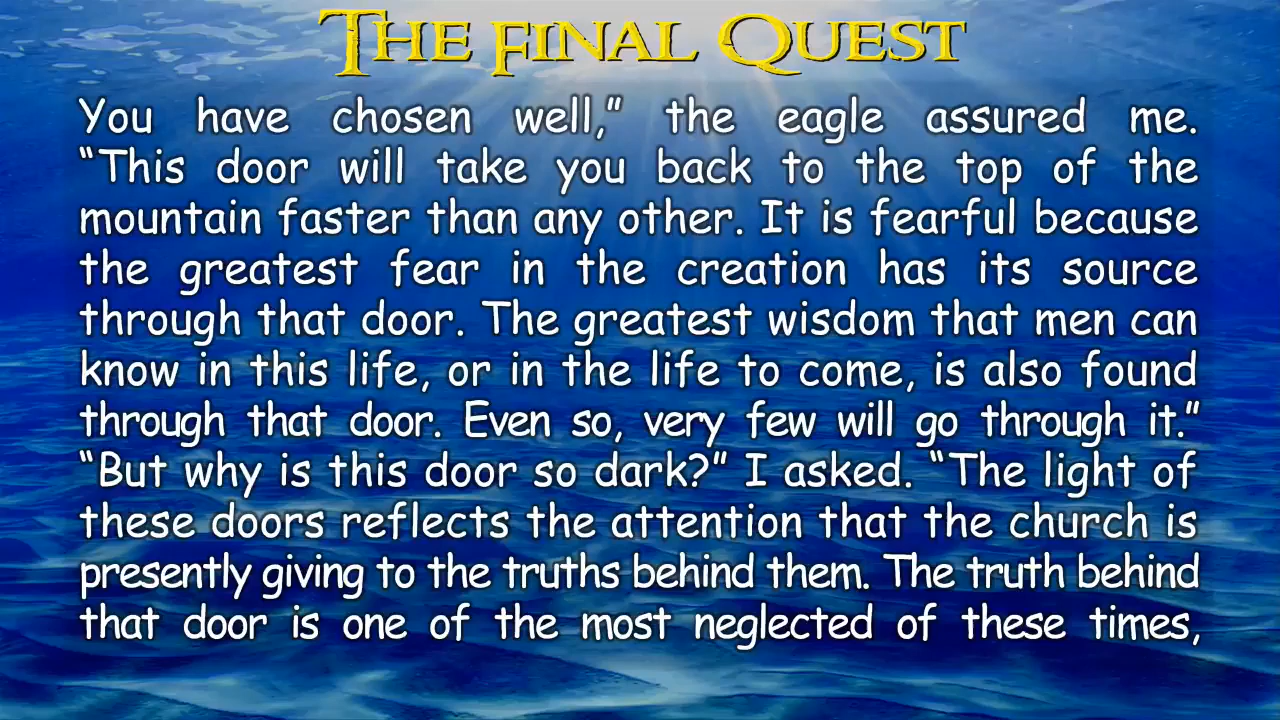 THE FINAL QUEST
You have chosen well,” the eagle assured me.
“This door will take you back to the top of the
mountain faster than any other. It is fearful because
the greatest fear in the creation has its source
through that door. The greatest wisdom that men can
know in this life, or in the life to come, is also found
through that door. Even so, very few will go through it.”
“But why is this door so dark?” I asked. “The light of
these doors reflects the attention that the church is
presently giving to the truths behind them. The truth behind
that door is one of the most neglected of these times,